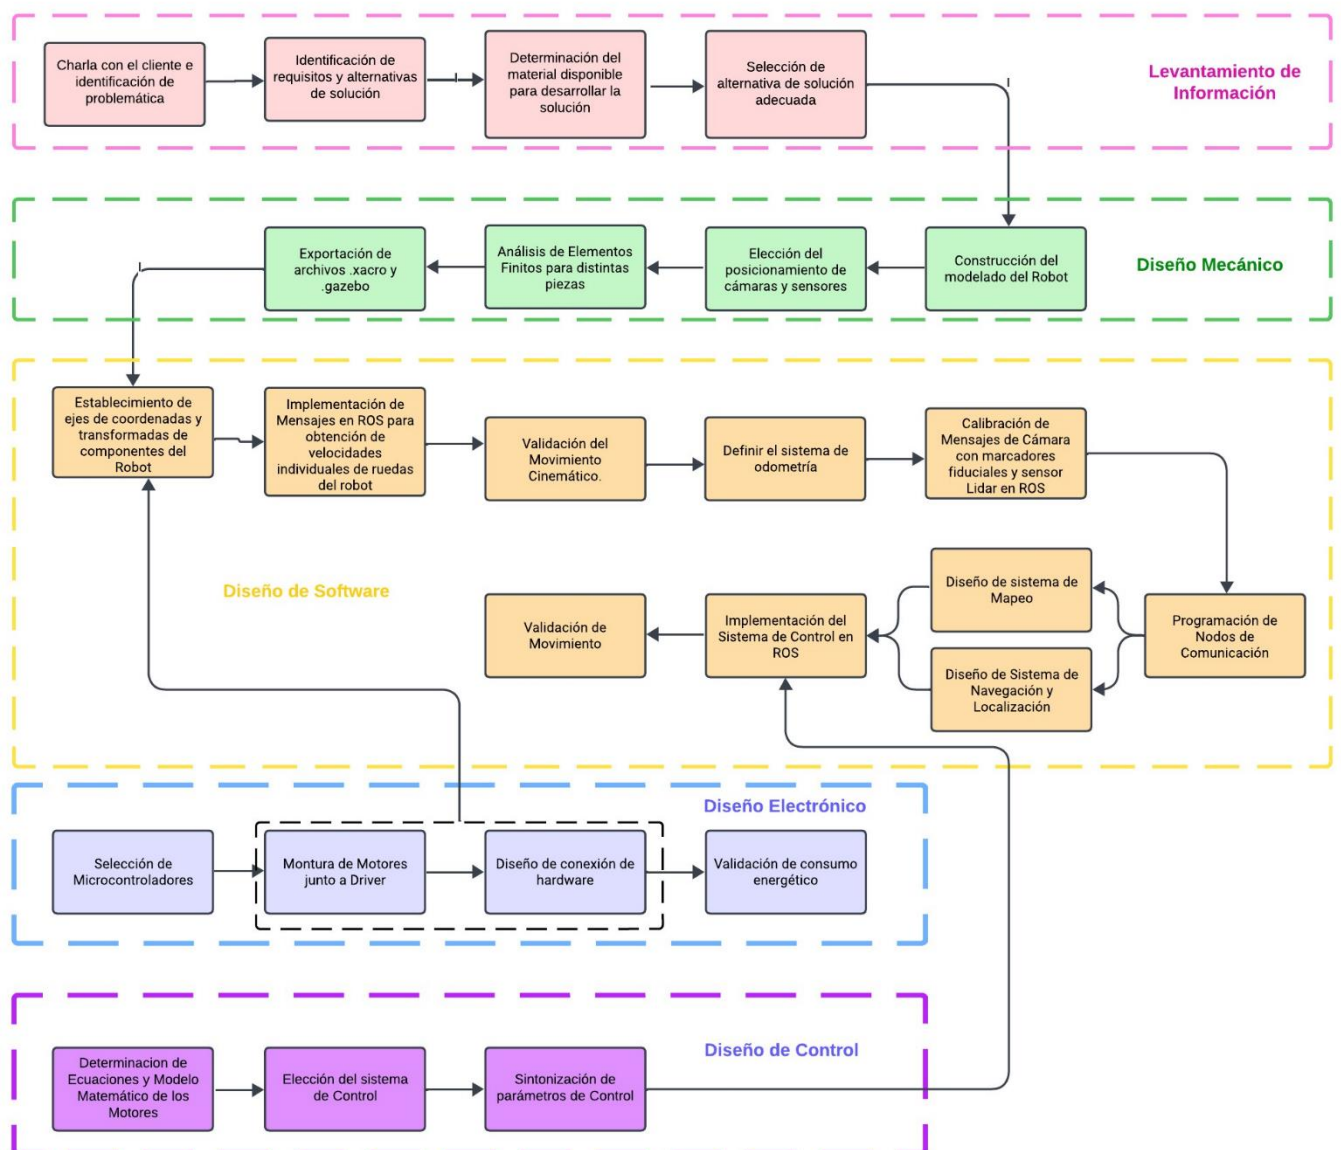 Charla con el cliente e
identificación de
problemática
Identificación de
requisitos y alternativas
de solución
Determinación del
material disponible
para desarrollar la
solución
Selección de
alternativa de solución
adecuada
Levantamiento de
Información
Exportación de
archivos .xacro y
.gazebo
Análisis de Elementos
Finitos para distintas
piezas
Elección del
posicionamiento de
cámaras y sensores
Construcción del
modelado del Robot
Diseño Mecánico
Establecimiento de
ejes de coordenadas y
transformadas de
componentes del
Robot
Implementación de
Mensajes en ROS para
obtención de
velocidades
individuales de ruedas
del robot
Validación del
Movimiento
Cinemático.
Definir el sistema de
odometría
Calibración de
Mensajes de Cámara
con marcadores
fiduciales y sensor
Lidar en ROS
Diseño de Software
Validación de
Movimiento
Implementación del
Sistema de Control en
ROS
Diseño de sistema de
Mapeo
Diseño de Sistema de
Navegación y
Localización
Programación de
Nodos de
Comunicación
Diseño Electrónico
Selección de
Microcontroladores
Montura de Motores
junto a Driver
Diseño de conexión de
hardware
Validación de consumo
energético
Diseño de Control
Determinacion de
Ecuaciones y Modelo
Matemático de los
Motores
Elección del sistema
de Control
Sintonización de
parámetros de Control